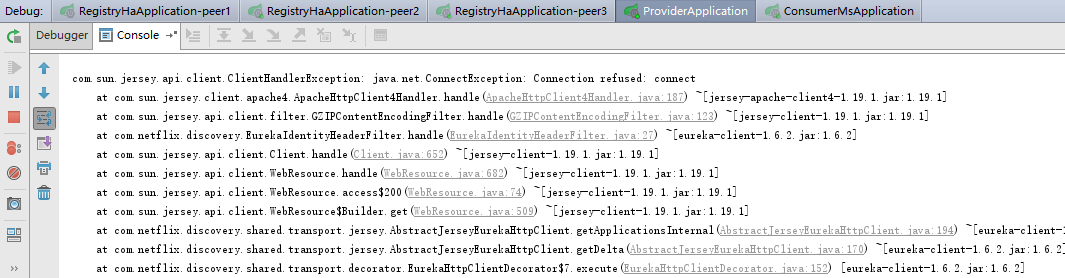 Debug: RegistryHaApplication-peer1 RegistryHaApplication-peer2 RegistryHaApplication-peer3 ProviderApplication ConsumerMsApplication
Debugger Console
com.sun.jersey.api.client.ClientHandlerException: java.net.ConnectException: Connection refused: connect
at com.sun.jersey.client.apache4.ApacheHttpClient4Handler.handle(ApacheHttpClient4Handler.java:187) ~[jersey-apache-client4-1.19.1.jar:1.19.1]
at com.sun.jersey.api.client.filter.GZIPContentEncodingFilter.handle(GZIPContentEncodingFilter.java:123) ~[jersey-client-1.19.1.jar:1.19.1]
at com.netflix.discovery.EurekaIdentityHeaderFilter.handle(EurekaIdentityHeaderFilter.java:27) ~[eureka-client-1.6.2.jar:1.6.2]
at com.sun.jersey.api.client.Client.handle(Client.java:652) ~[jersey-client-1.19.1.jar:1.19.1]
at com.sun.jersey.api.client.WebResource.handle(WebResource.java:682) ~[jersey-client-1.19.1.jar:1.19.1]
at com.sun.jersey.api.client.WebResource.access$200(WebResource.java:74) ~[jersey-client-1.19.1.jar:1.19.1]
at com.sun.jersey.api.client.WebResource$Builder.get(WebResource.java:509) ~[jersey-client-1.19.1.jar:1.19.1]
at com.netflix.discovery.shared.transport.jersey.AbstractJerseyEurekaHttpClient.getApplicationsInternal(AbstractJerseyEurekaHttpClient.java:194) ~[eureka-clien
at com.netflix.discovery.shared.transport.jersey.AbstractJerseyEurekaHttpClient.getDelta(AbstractJerseyEurekaHttpClient.java:170) ~[eureka-client-1.6.2.jar:1.6.2]
at com.netflix.discovery.shared.transport.decorator.EurekaHttpClientDecorator$7.execute(EurekaHttpClientDecorator.java:152) [eureka-client-1.6.2.jar:1.6.2]